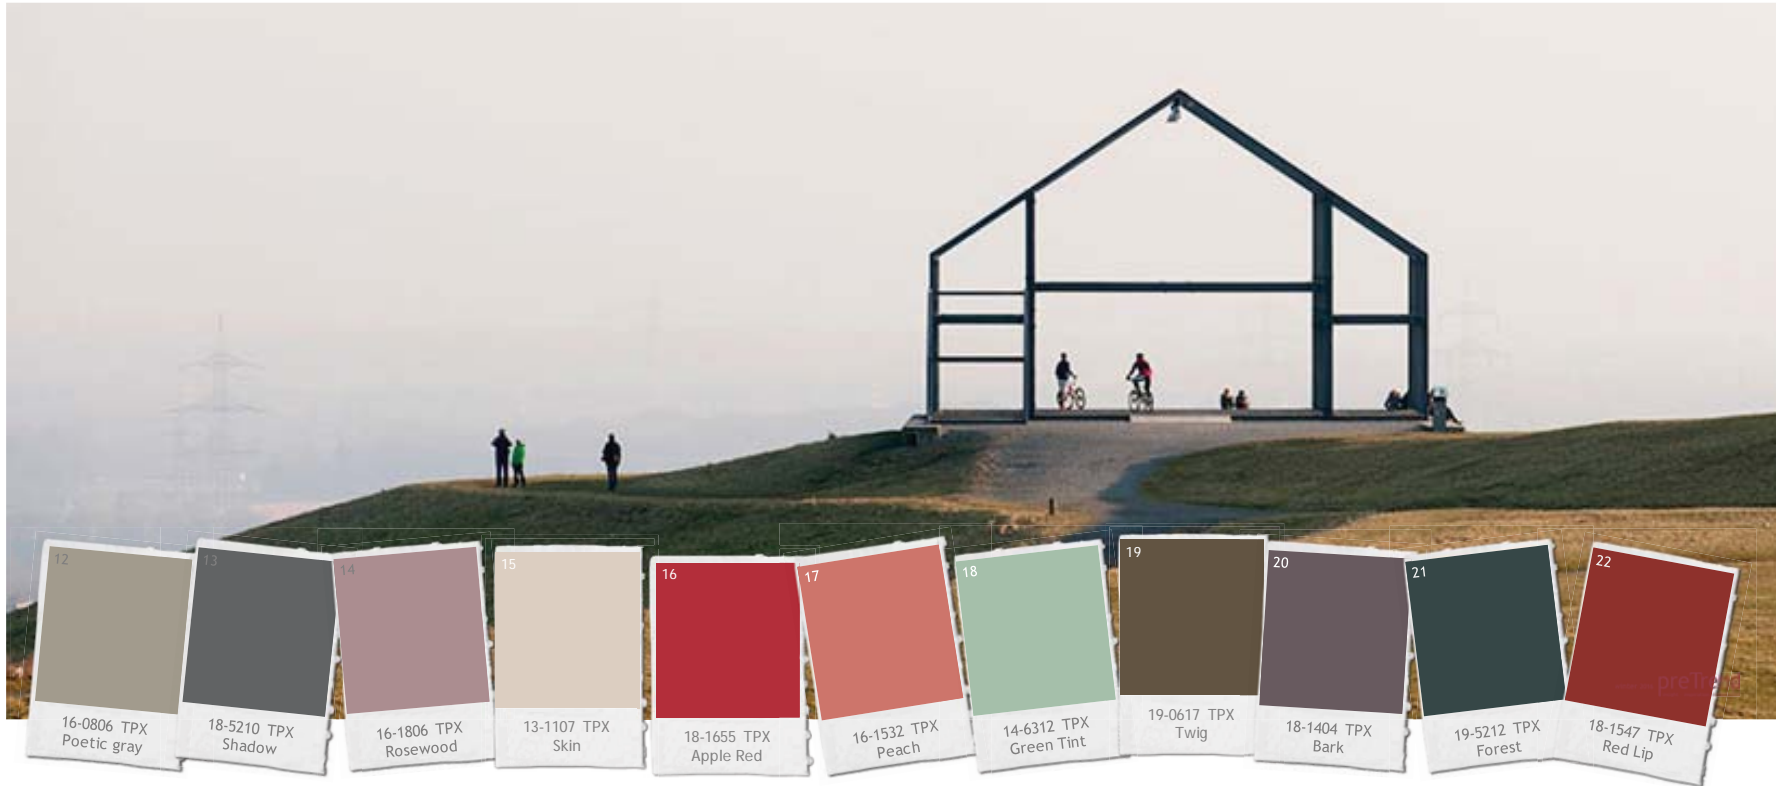 12
16-0806 TPX
Poetic gray
13
18-5210 TPX
Shadow
14
16-1806 TPX
Rosewood
15
13-1107 TPX
Skin
16
18-1655 TPX
Apple Red
17
16-1532 TPX
Peach
18
14-6312 TPX
Green Tint
19
19-0617 TPX
Twig
20
18-1404 TPX
Bark
21
19-5212 TPX
Forest
22
18-1547 TPX
Red Lip
preTrend